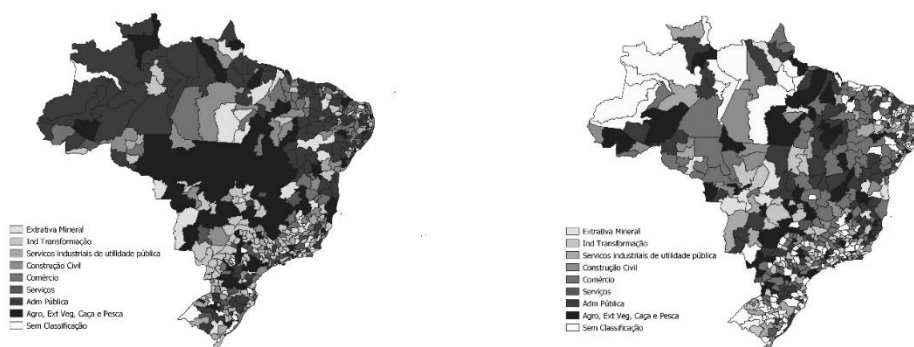 Extrativa Mineral
Ind Transformação
Servicos industriais de utilidade pública
Construção Civil
Comércio
Serviços
Adm Pública
Agro, Ext Veg, Caça e Pesca
Sem Classificação
Extrativa Mineral
Ind Transformação
Servicos industriais de utilidade pública
Construção Civil
Comércio
Serviços
Adm Pública
Agro, Ext Veg, Caça e Pesca
Sem Classificação